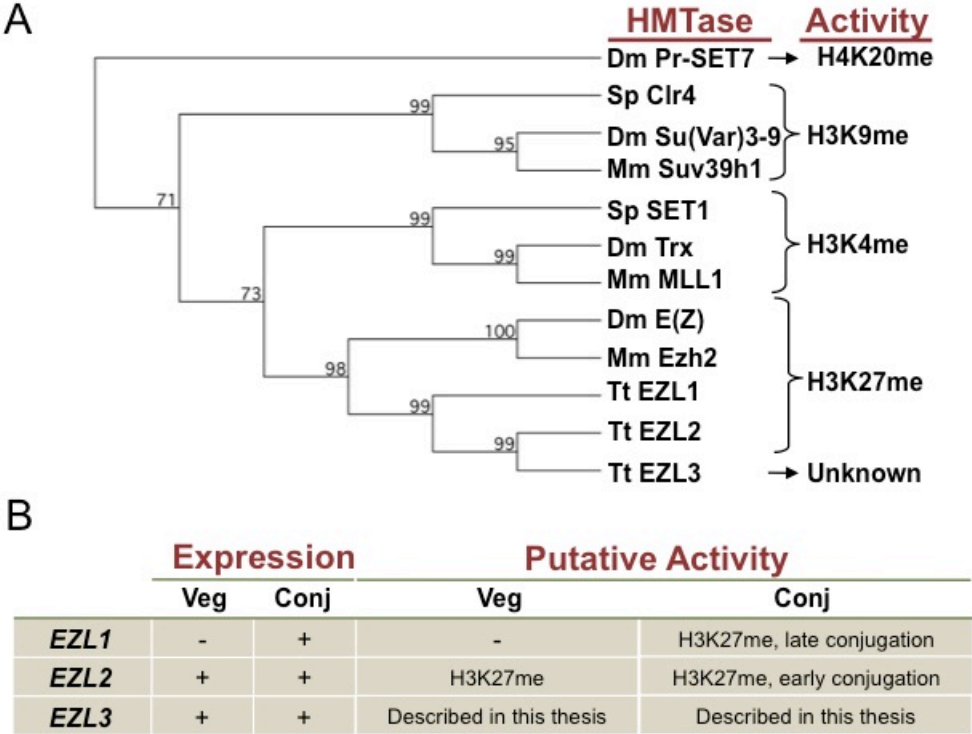 A
HMTase Activity
Dm Pr-SET7 H4K20me
99 Sp Clr4
95 Dm Su(Var)3-9 H3K9me
Mm Suv39h1
71
99 Sp SET1
99 Dm Trx H3K4me
Mm MLL1
73
100 Dm E(Z)
Mm Ezh2
98
99 Tt EZL1 H3K27me
99 Tt EZL2
Tt EZL3 Unknown
B
Expression Putative Activity
Veg Conj Veg Conj
EZL1 - + - H3K27me, late conjugation
EZL2 + + H3K27me H3K27me, early conjugation
EZL3 + + Described in this thesis Described in this thesis